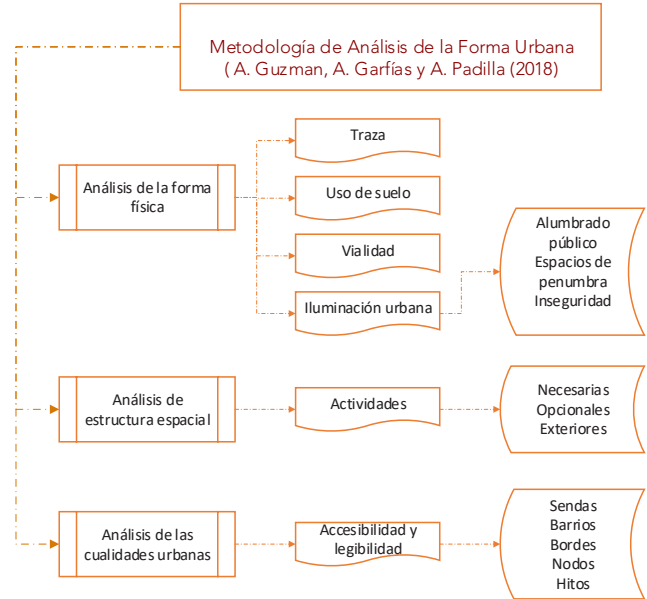 Metodología de Análisis de la Forma Urbana
( A. Guzman, A. Garfías y A. Padilla (2018)
Análisis de la forma
física
Traza
Uso de suelo
Vialidad
Iluminación urbana
Alumbrado
público
Espacios de
penumbra
Inseguridad
Análisis de
estructura espacial
Actividades
Necesarias
Opcionales
Exteriores
Análisis de las
cualidades urbanas
Accesibilidad y
legibilidad
Sendas
Barrios
Bordes
Nodos
Hitos